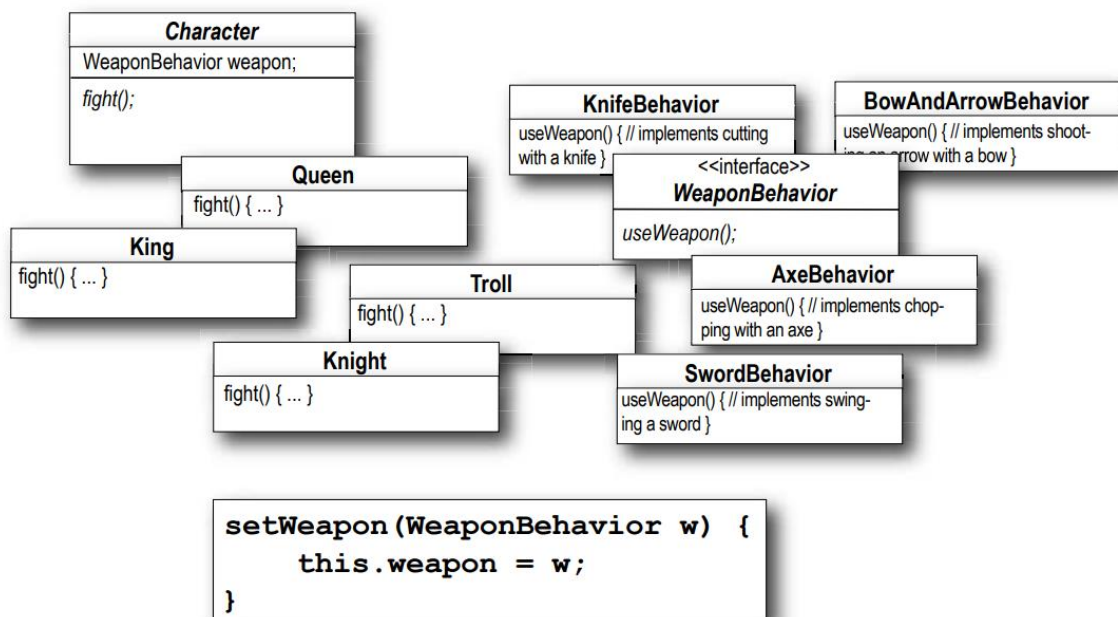 Character
WeaponBehavior weapon;
fight();
KnifeBehavior
useWeapon() { // implements cutting
with a knife }
BowAndArrowBehavior
useWeapon() { // implements shoot-
ing an arrow with a bow }
<<interface>>
WeaponBehavior
useWeapon();
Queen
fight() { ... }
King
fight() { ... }
Troll
fight() { ... }
AxeBehavior
useWeapon() { // implements chop-
ping with an axe }
Knight
fight() { ... }
SwordBehavior
useWeapon() { // implements swing-
ing a sword }
setWeapon(WeaponBehavior w) {
this.weapon = w;
}